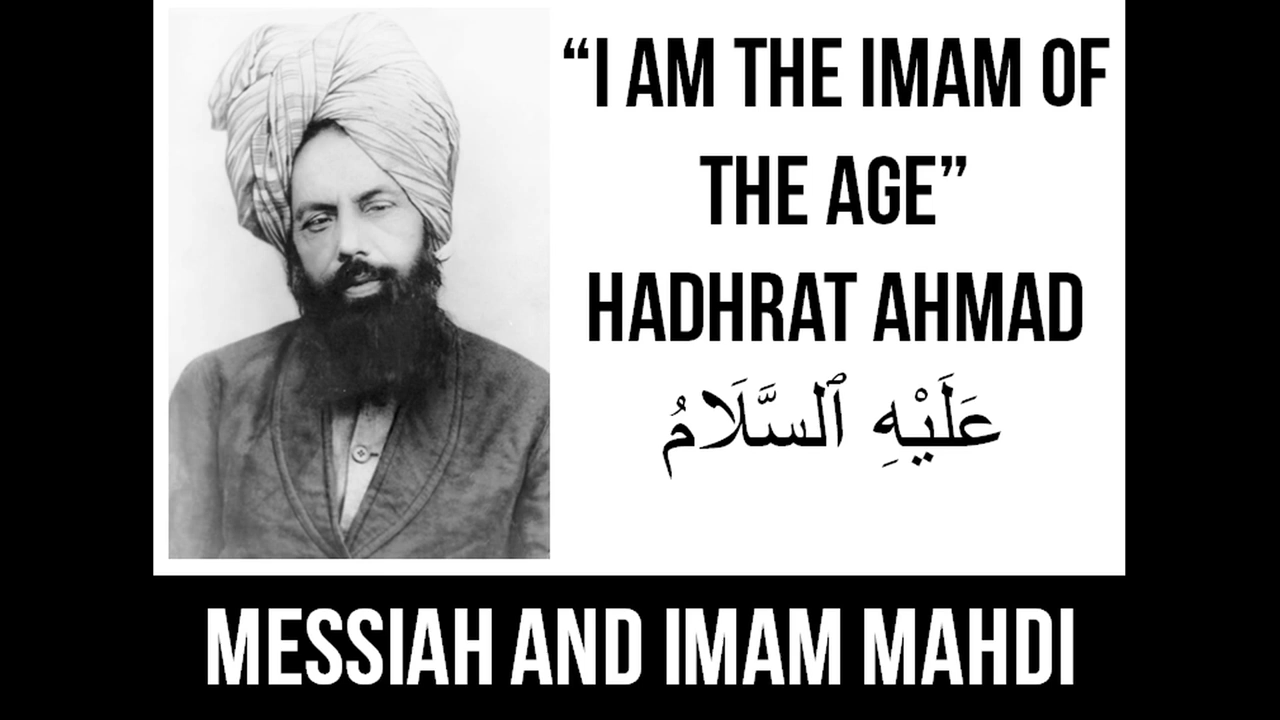 “I AM THE IMAM OF
THE AGE”
HADHRAT AHMAD
عَلَيْهِ ٱلسَّلَامُ
MESSIAH AND IMAM MAHDI